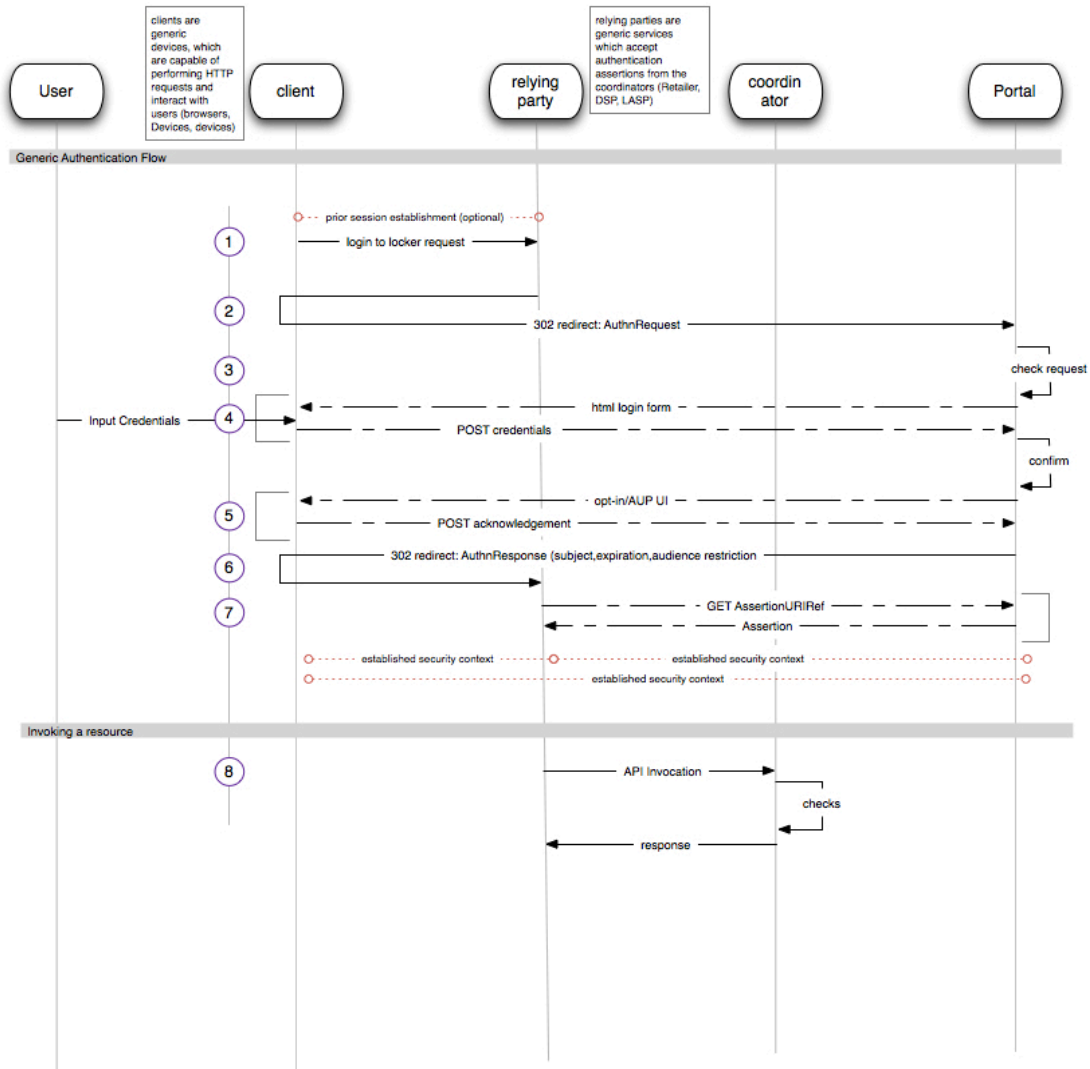 clients are
generic
devices, which
are capable of
performing HTTP
requests and
interact with
users (browsers,
Devices, devices)
relying parties are
generic services
which accept
authentication
assertions from the
coordinators (Retailer,
DSP, LASP)
User
client
relying
party
coordin
ator
Portal
Generic Authentication Flow
prior session establishment (optional)
1
login to locker request
2
302 redirect: AuthnRequest
3
check request
html login form
4
Input Credentials
POST credentials
confirm
opt-in/AUP UI
5
POST acknowledgement
302 redirect: AuthnResponse (subject,expiration,audience restriction
6
7
GET AssertionURIRef
Assertion
established security context
established security context
established security context
Invoking a resource
8
API Invocation
checks
response